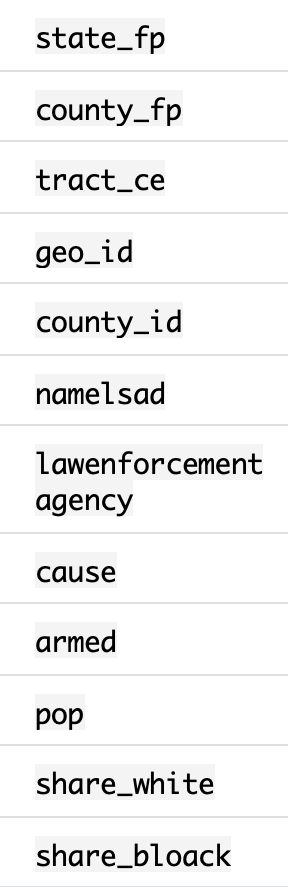 state_fp
county_fp
tract_ce
geo_id
county_id
namelsad
lawenforcement
agency
cause
armed
pop
share_white
share_bloack